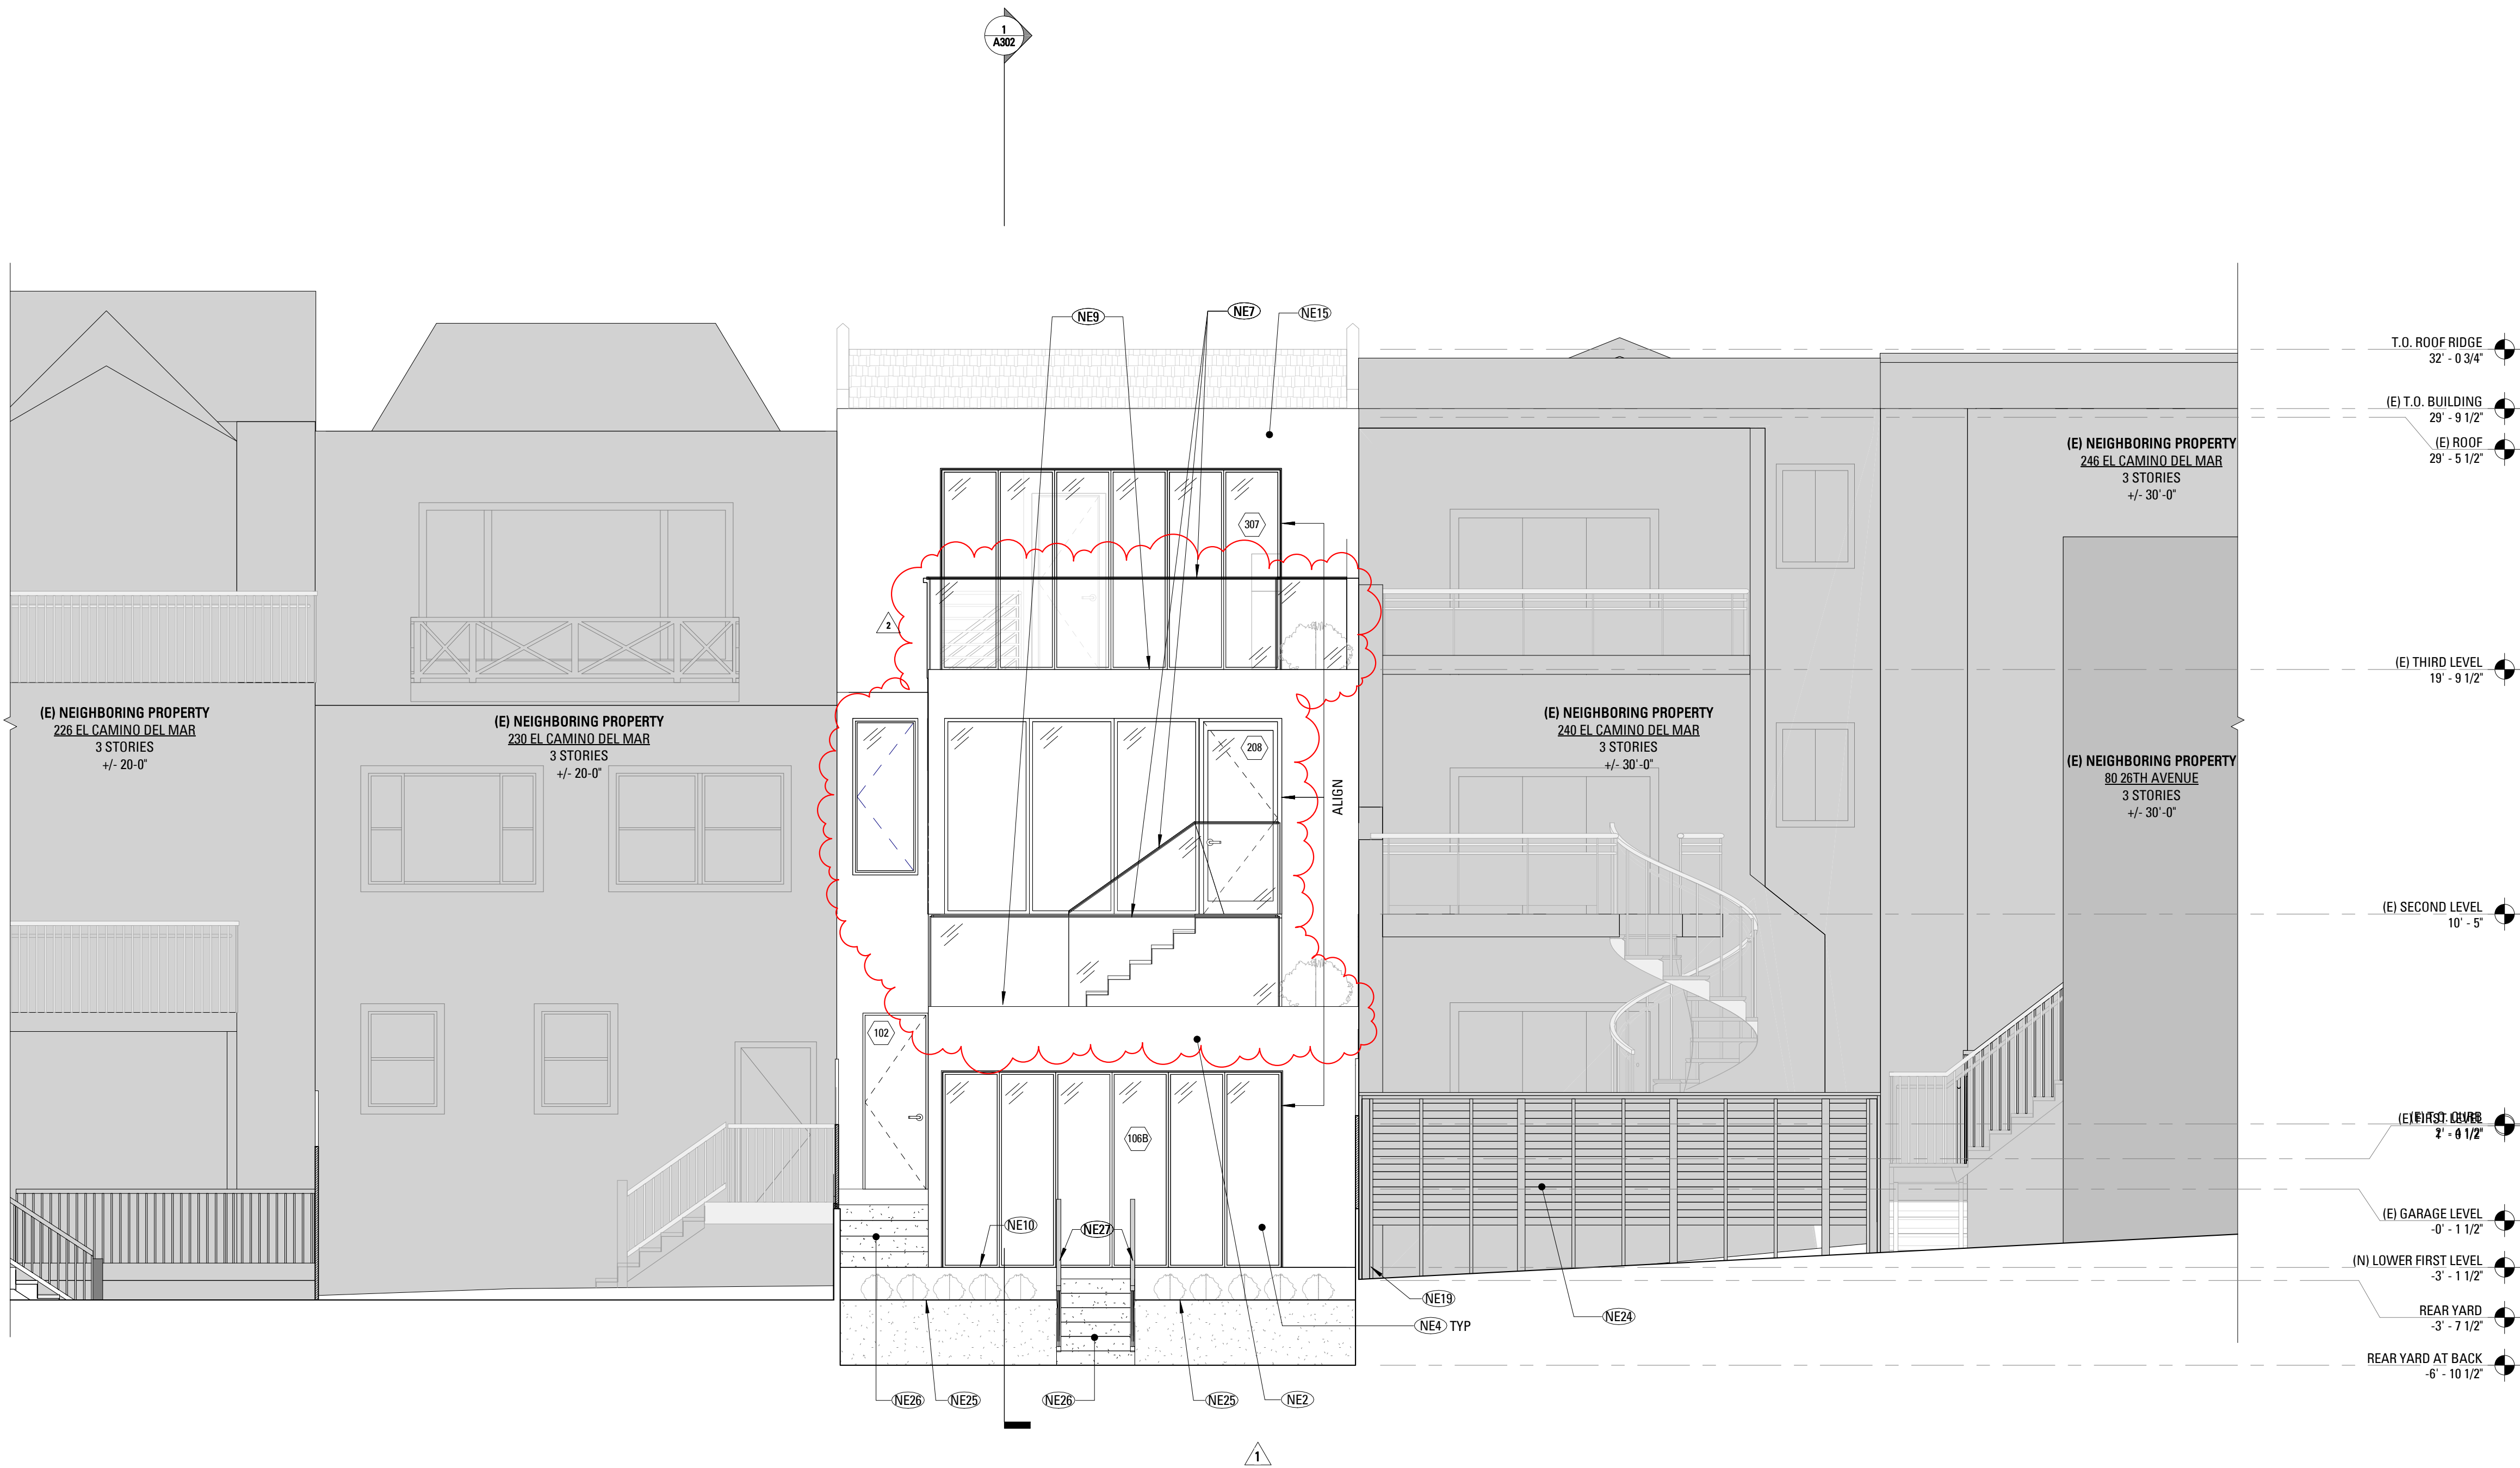 1
A302
NE9
NE7
NE15
T.O. ROOF RIDGE
32' - 0 3/4"
(E) T.O. BUILDING
29' - 9 1/2"
(E) ROOF
29' - 5 1/2"
(E) NEIGHBORING PROPERTY
246 EL CAMINO DEL MAR
3 STORIES
+/- 30'-0"
307
2
(E) THIRD LEVEL
19' - 9 1/2"
(E) NEIGHBORING PROPERTY
226 EL CAMINO DEL MAR
3 STORIES
+/- 20-0"
(E) NEIGHBORING PROPERTY
230 EL CAMINO DEL MAR
3 STORIES
+/- 20-0"
208
ALIGN
(E) NEIGHBORING PROPERTY
240 EL CAMINO DEL MAR
3 STORIES
+/- 30'-0"
(E) NEIGHBORING PROPERTY
80 26TH AVENUE
3 STORIES
+/- 30'-0"
(E) SECOND LEVEL
10' - 5"
102
106B
(E) T.O. CURB
(E) FIRST LEVEL
(E) GARAGE LEVEL
-0' - 1 1/2"
NE10
NE27
(N) LOWER FIRST LEVEL
-3' - 1 1/2"
NE19
NE24
NE4 TYP
REAR YARD
-3' - 7 1/2"
REAR YARD AT BACK
-6' - 10 1/2"
NE26
NE25
NE26
NE25
NE2
1